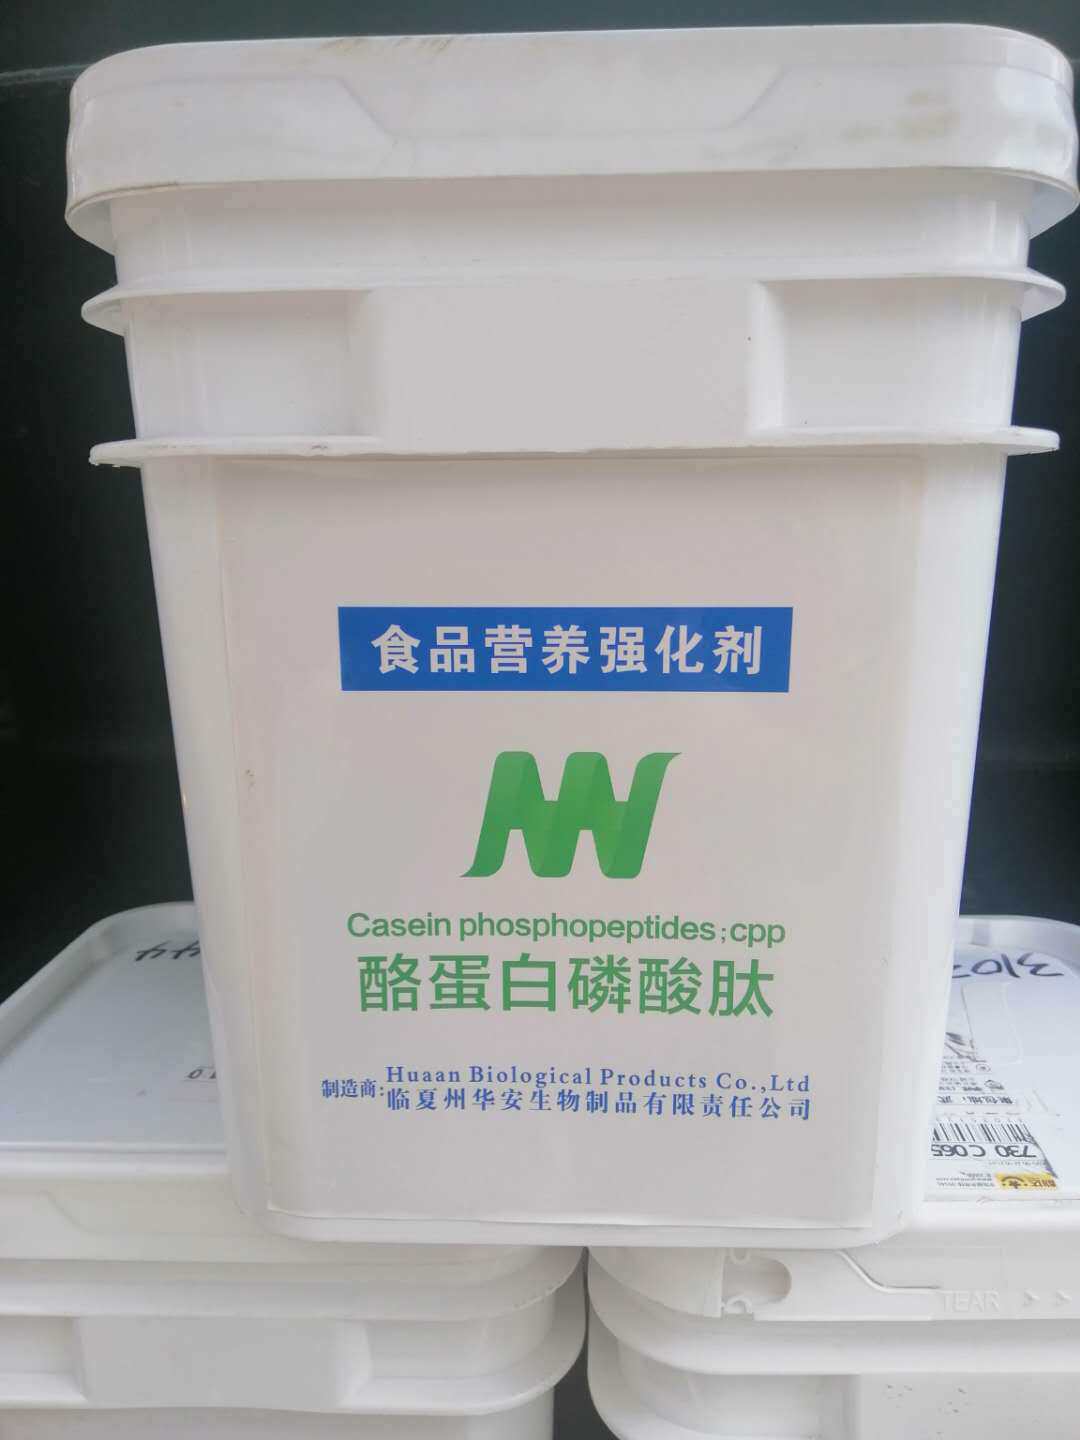 食品营养强化剂
Casein phosphopeptides;cpp
酪蛋白磷酸肽
制造商:
Huaan Biological Products Co.,Ltd
临夏州华安生物制品有限责任公司
3103
730 C065
TEAR